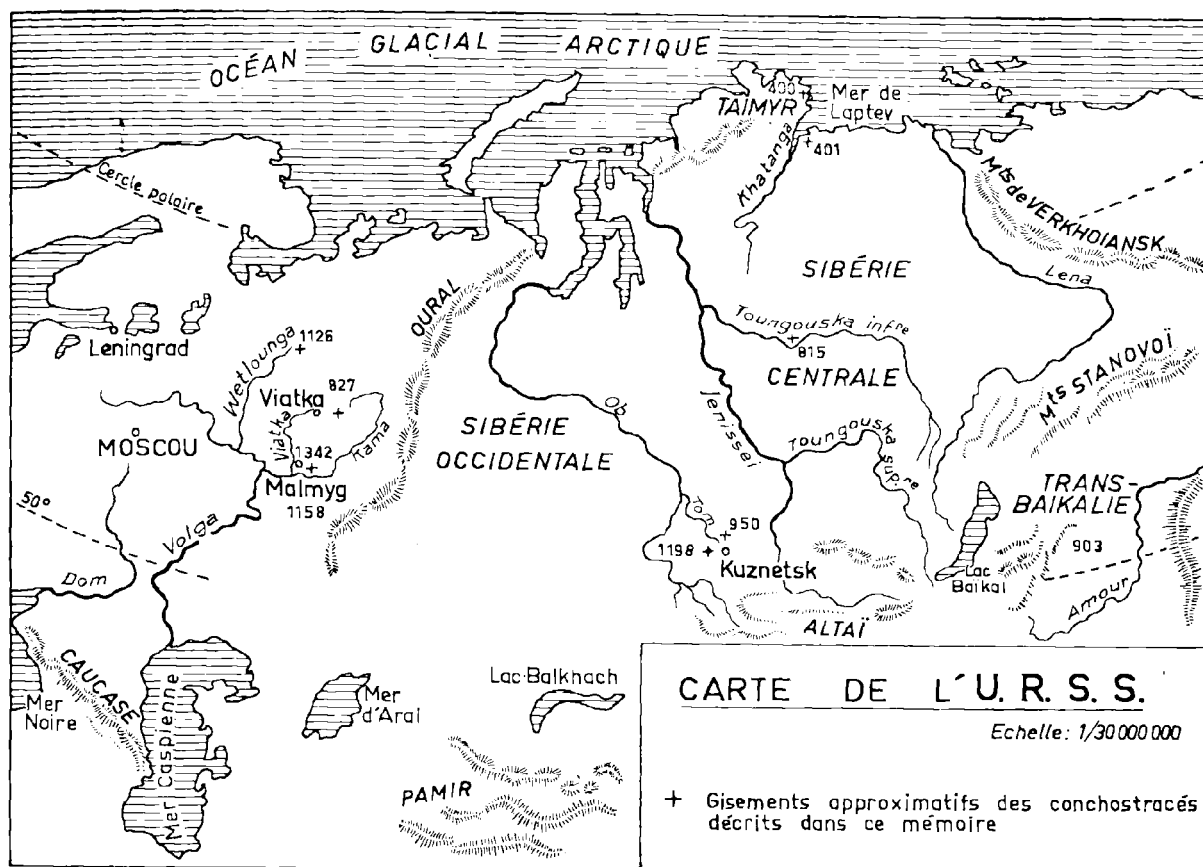 OCÉAN GLACIAL ARCTIQUE
400
TAÏMYR
Mer de
Laptev
401
Khatanga
Cercle polaire
Mts de VERKHOIANSK
SIBÉRIE
Lena
OURAL
Leningrad
Wetlounga
1126
Toungouska infre
815
CENTRALE
Mts STANOVOÏ
Viatka
827
Viatka
Kama
MOSCOU
1342
Malmyg
1158
Ob
Jenisseï
SIBÉRIE
OCCIDENTALE
Toungouska supre
TRANS-
BAIKALIE
50°
Volga
Tom
950
1198
Kuznetsk
903
Lac
Baïkal
Dom
Amour
ALTAÏ
CAUCASE
Mer
Noire
Mer Caspienne
Mer
d'Aral
Lac Balkhach
PAMIR
CARTE DE L'U.R.S.S.
Echelle: 1/30 000 000
+ Gisements approximatifs des conchostracés
décrits dans ce mémoire